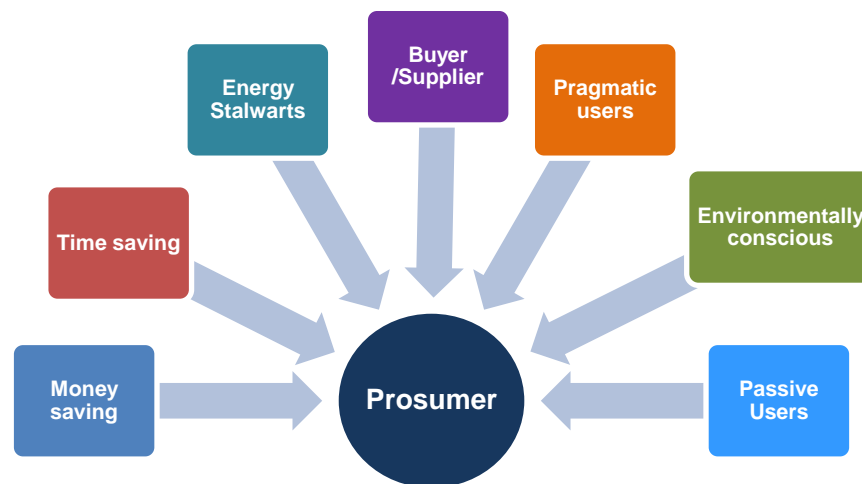 Buyer
/Supplier
Energy
Stalwarts
Pragmatic
users
Time saving
Environmentally
conscious
Money
saving
Prosumer
Passive
Users